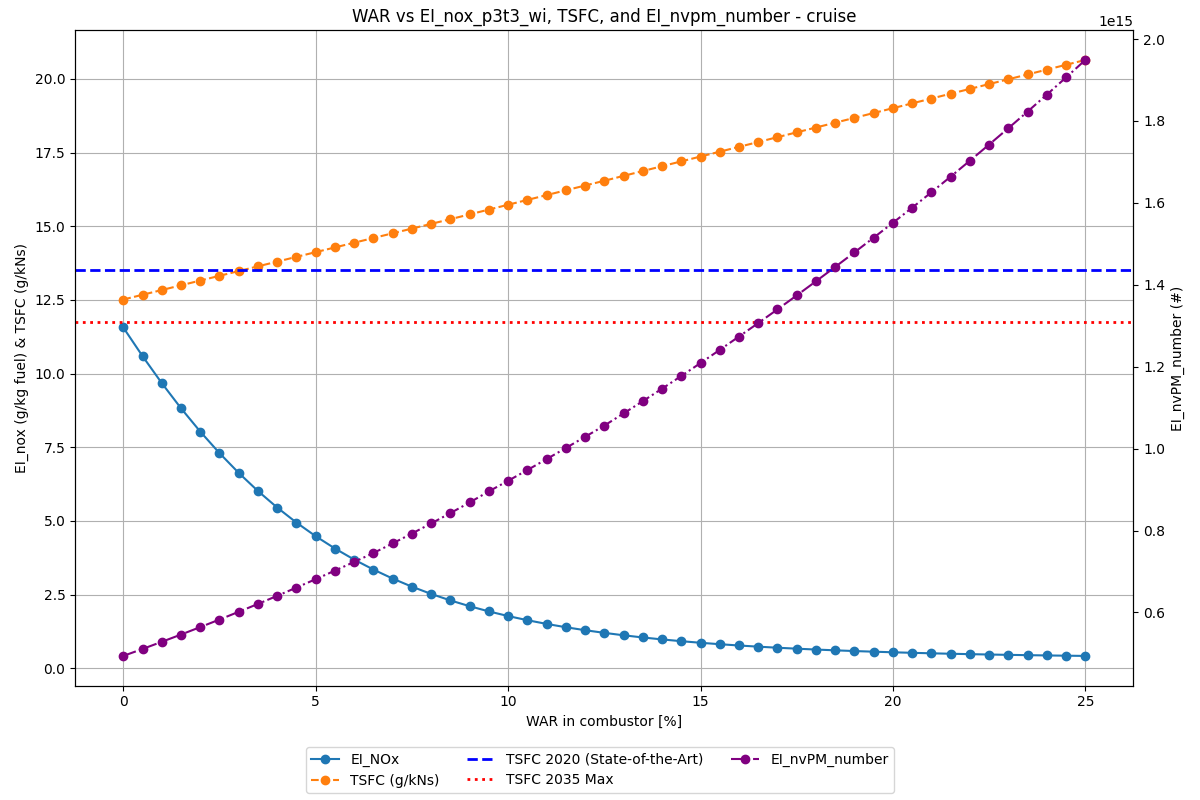 WAR vs EI_nox_p3t3_wi, TSFC, and EI_nvpm_number - cruise
1e15
EI_nox (g/kg fuel) & TSFC (g/kNs)
20.0
17.5
15.0
12.5
10.0
7.5
5.0
2.5
0.0
2.0
1.8
1.6
1.4
1.2
1.0
0.8
0.6
EI_nvPM_number (#)
0 5 10 15 20 25
WAR in combustor [%]
EI_NOx
TSFC (g/kNs)
TSFC 2020 (State-of-the-Art)
TSFC 2035 Max
EI_nvPM_number